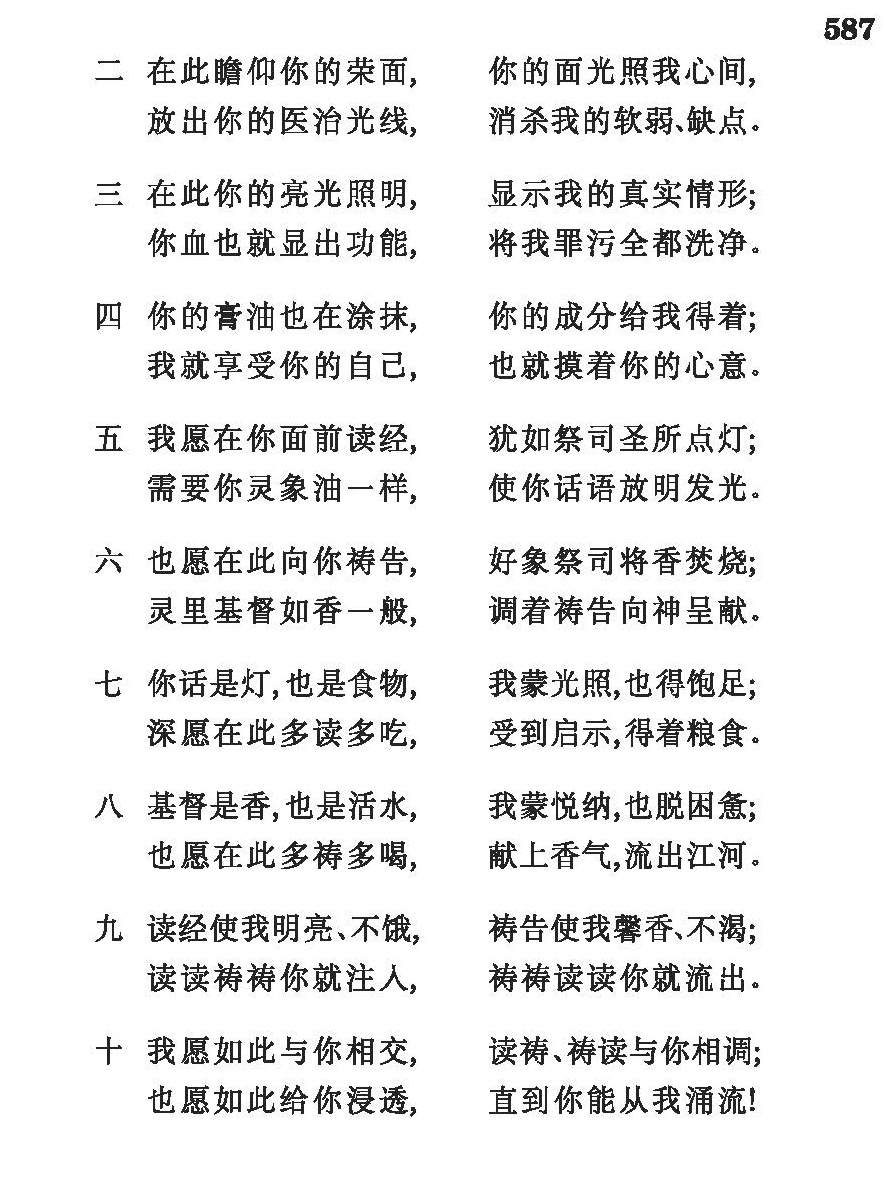 587
二 在此瞻仰你的荣面, 你的面光照我心间,
放出你的医治光线, 消杀我的软弱、缺点。
三 在此你的亮光照明, 显示我的真实情形;
你血也就显出功能, 将我罪污全都洗净。
四 你的膏油也在涂抹, 你的成分给我得着;
我就享受你的自己, 也就摸着你的心意。
五 我愿在你面前读经, 犹如祭司圣所点灯;
需要你灵象油一样, 使你话语放明发光。
六 也愿在此向你祷告, 好象祭司将香焚烧;
灵里基督如香一般, 调着祷告向神呈献。
七 你话是灯,也是食物, 我蒙光照,也得饱足;
深愿在此多读多吃, 受到启示,得着粮食。
八 基督是香,也是活水, 我蒙悦纳,也脱困惫;
也愿在此多祷多喝, 献上香气,流出江河。
九 读经使我明亮、不饿, 祷告使我馨香、不渴;
读读祷祷你就注入, 祷祷读读你就流出。
十 我愿如此与你相交, 读祷、祷读与你相调;
也愿如此给你浸透, 直到你能从我涌流!